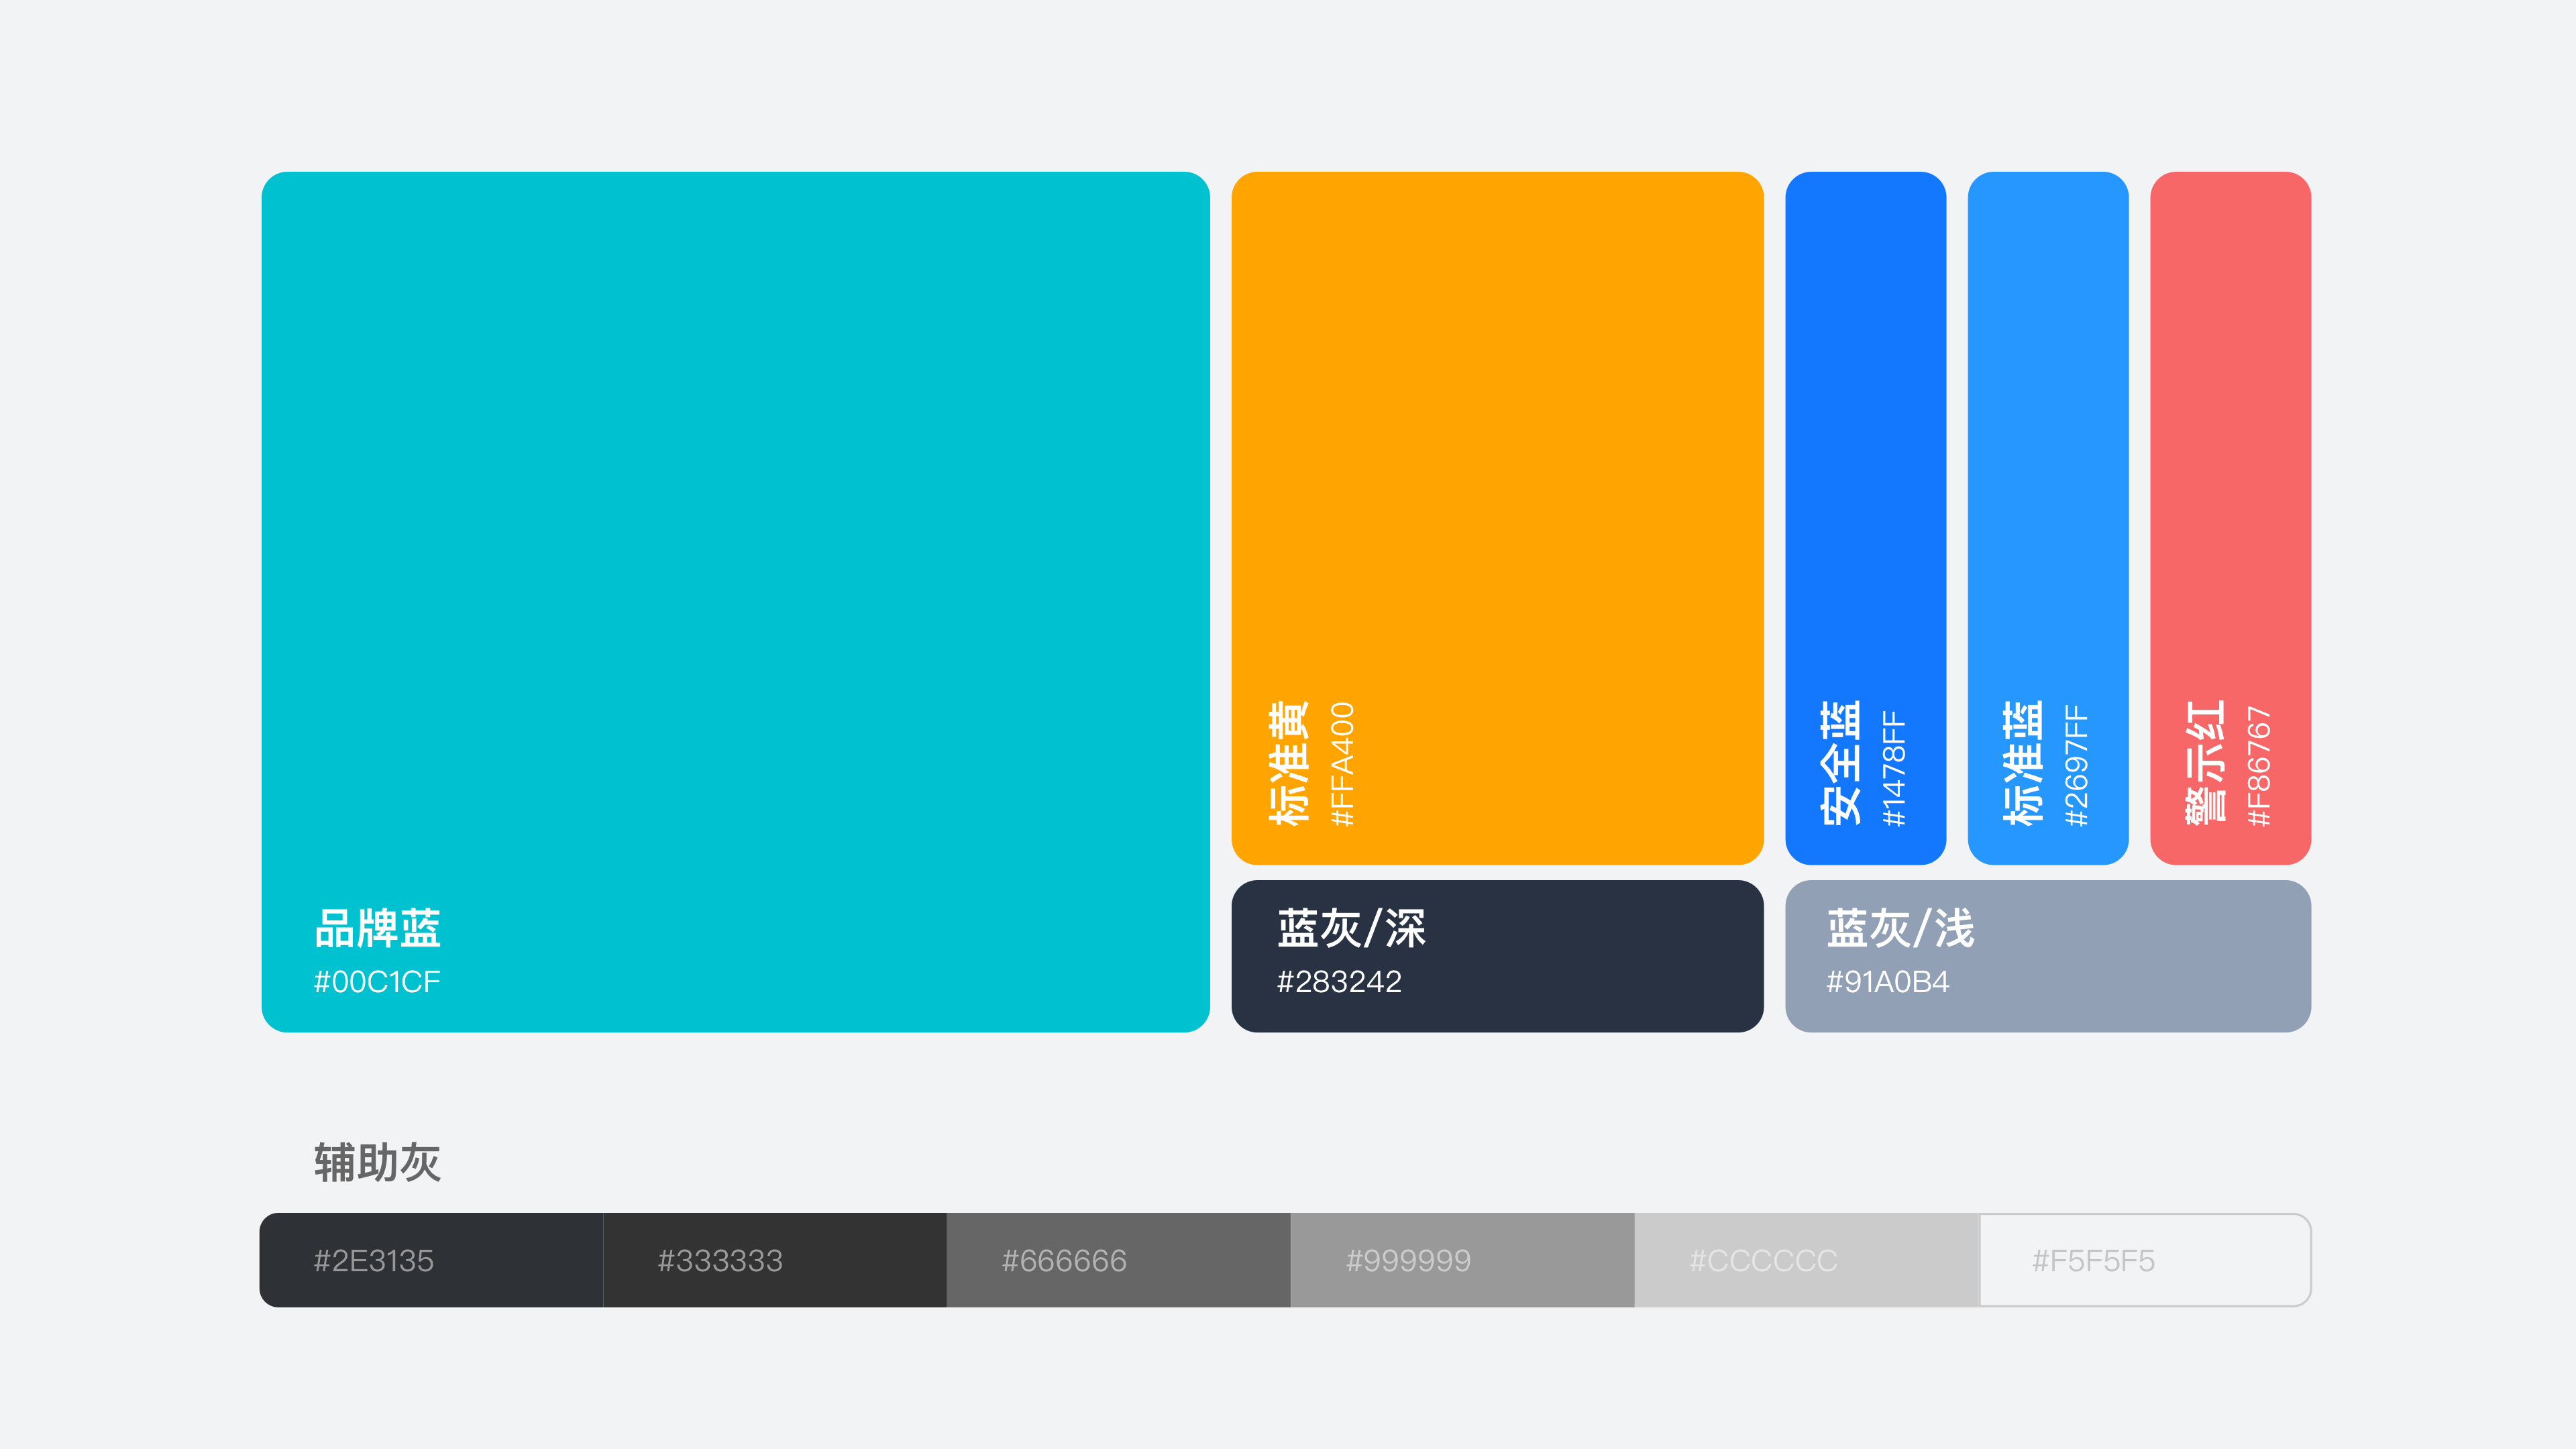 品牌蓝
#00C1CF
标准黄
#FFA400
安全蓝
#1478FF
标准蓝
#2697FF
警示红
#F86767
蓝灰/深
#283242
蓝灰/浅
#91A0B4
辅助灰
#2E3135
#333333
#666666
#999999
#CCCCCC
#F5F5F5